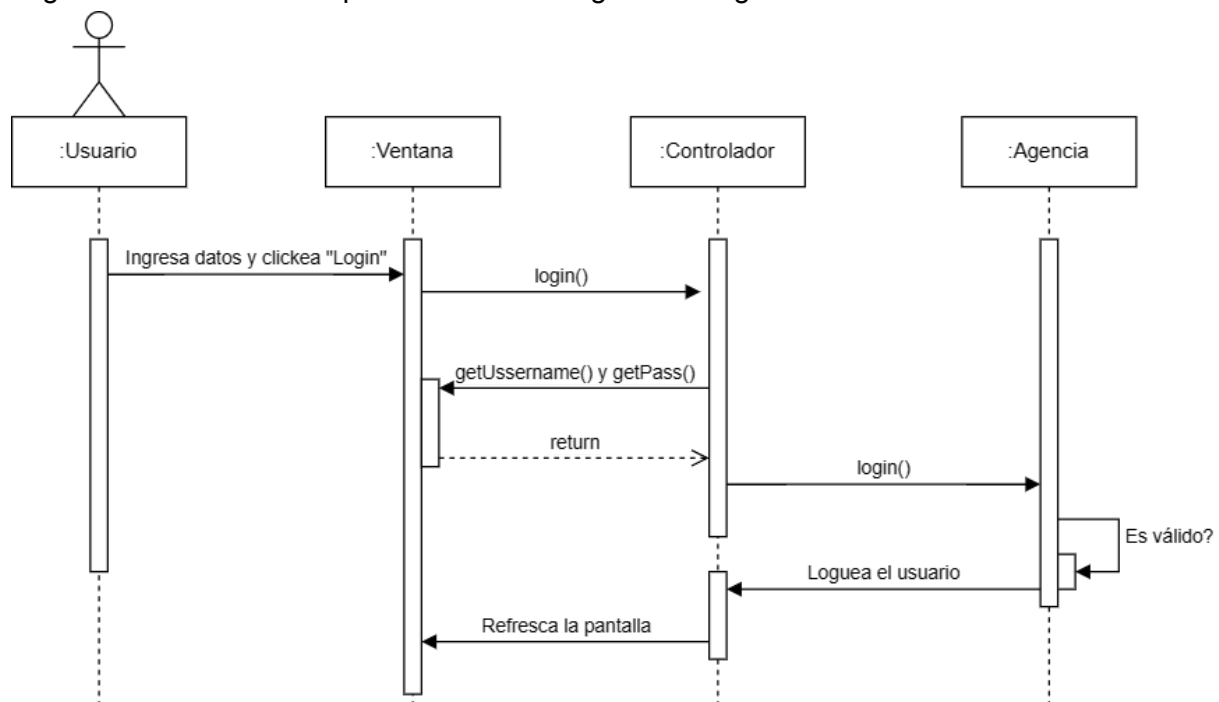 :Usuario
:Ventana
:Controlador
:Agencia
Ingresa datos y clickea "Login"
login()
getUssername() y getPass()
return
login()
Es válido?
Loguea el usuario
Refresca la pantalla